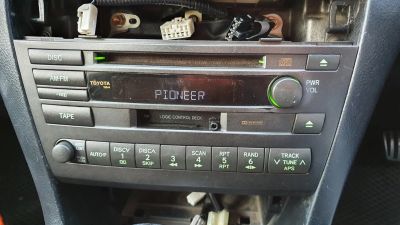 DISC
AM·FM
TOYOTA
PWR
VOL
PIONEER
TAPE
LOGIC CONTROL DECK
AUTO·P
DISC∨
1
DISC∧
2
SKIP
3
SCAN
4
RPT
5
RPT
RAND
6
TRACK
∧ TUNE ∨
APS